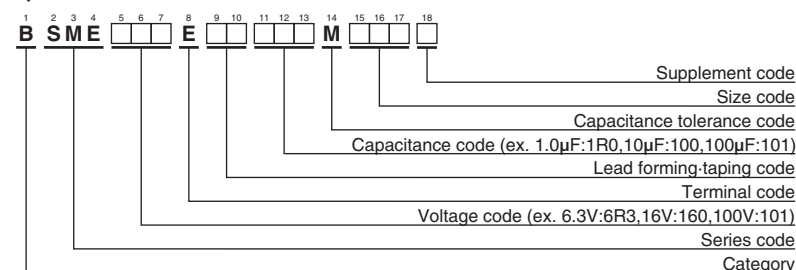 1 2 3 4 5 6 7 8 9 10 11 12 13 14 15 16 17 18
B SME E M
Supplement code
Size code
Capacitance tolerance code
Capacitance code (ex. 1.0µF:1R0,10µF:100,100µF:101)
Lead forming·taping code
Terminal code
Voltage code (ex. 6.3V:6R3,16V:160,100V:101)
Series code
Category